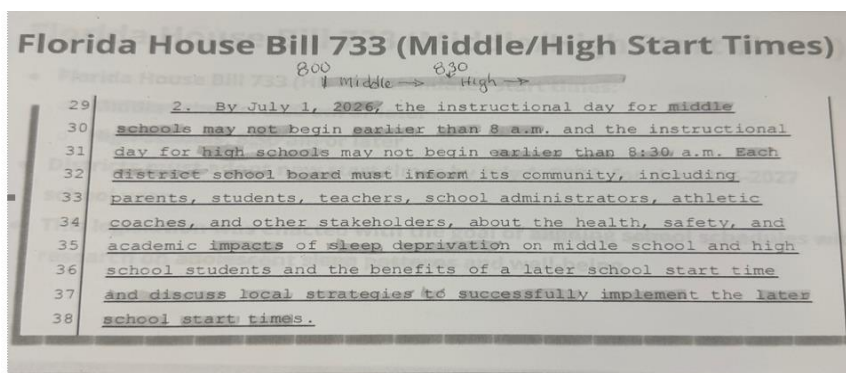 Florida House Bill 733 (Middle/High Start Times)
800 830
Middle → High →
29 2. By July 1, 2026, the instructional day for middle
30 schools may not begin earlier than 8 a.m. and the instructional
31 day for high schools may not begin earlier than 8:30 a.m. Each
32 district school board must inform its community, including
33 parents, students, teachers, school administrators, athletic
34 coaches, and other stakeholders, about the health, safety, and
35 academic impacts of sleep deprivation on middle school and high
36 school students and the benefits of a later school start time
37 and discuss local strategies to successfully implement the later
38 school start times.